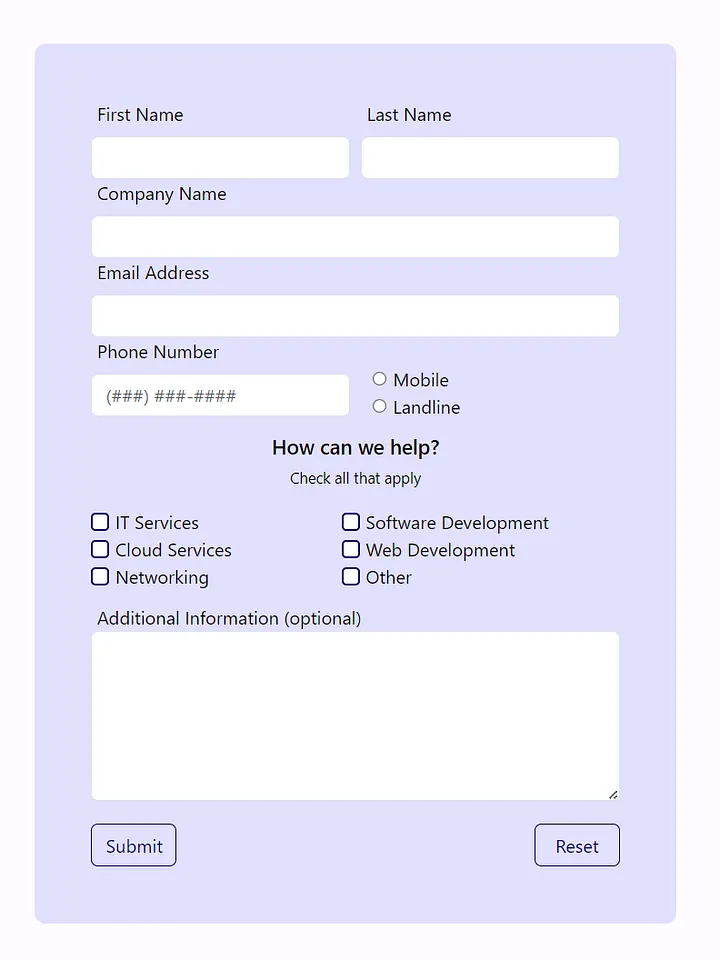 First Name Last Name
Company Name
Email Address
Phone Number
(###) ###-#### Mobile
Landline
How can we help?
Check all that apply
IT Services Software Development
Cloud Services Web Development
Networking Other
Additional Information (optional)
Submit Reset